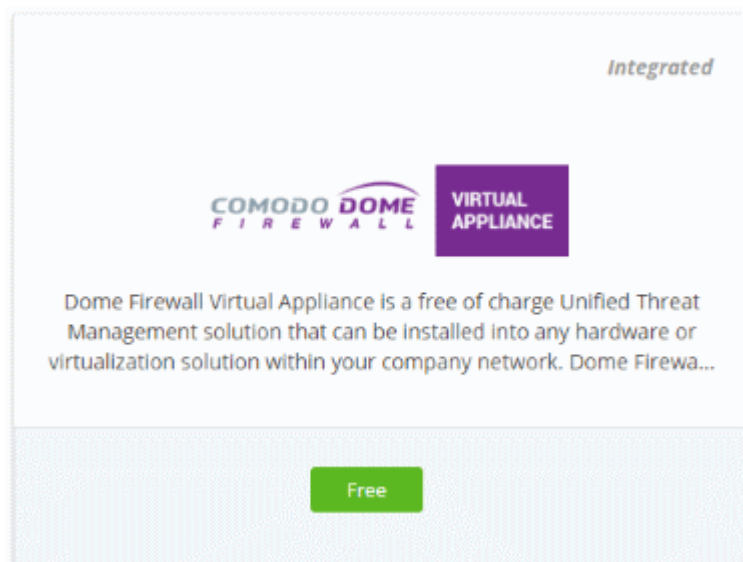 Integrated
COMODO DOME
FIREWALL
VIRTUAL
APPLIANCE
Dome Firewall Virtual Appliance is a free of charge Unified Threat
Management solution that can be installed into any hardware or
virtualization solution within your company network. Dome Firewa...
Free